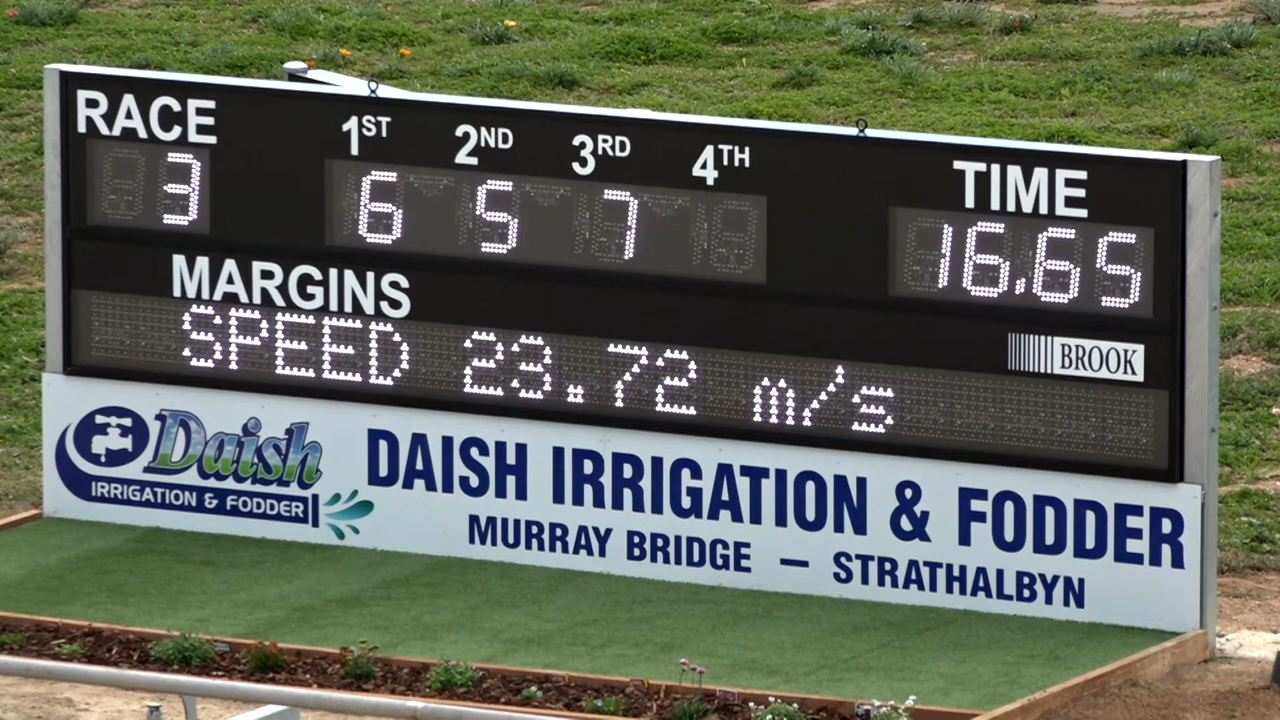 RACE 1ST 2ND 3RD 4TH TIME
3 6 5 7 16.65
MARGINS
SPEED 23.72 m/s
BROOK
Daish
IRRIGATION & FODDER
DAISH IRRIGATION & FODDER
MURRAY BRIDGE – STRATHALBYN